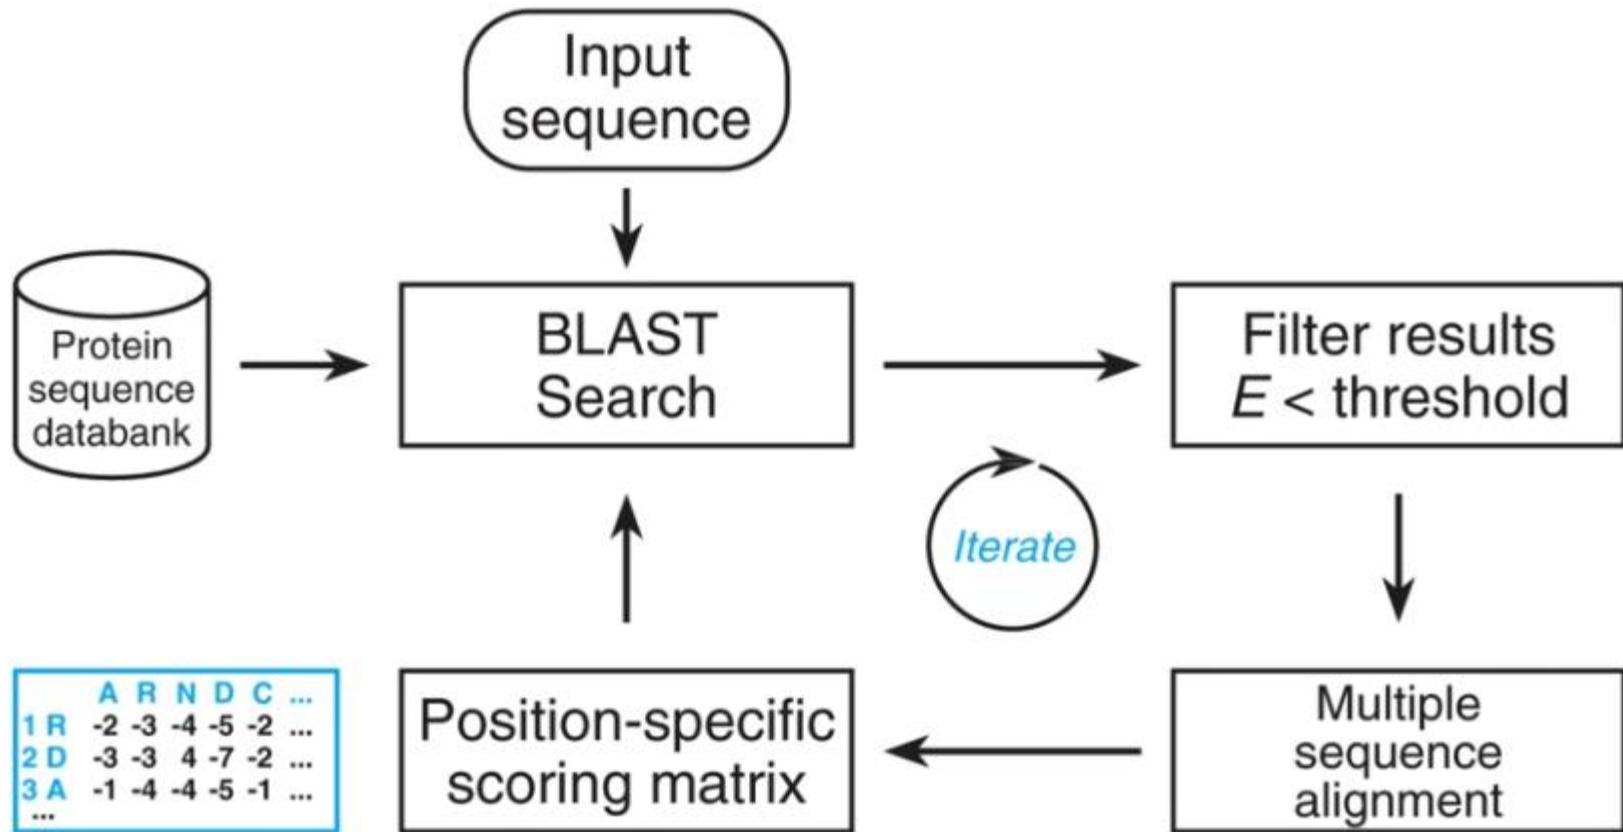 Input
sequence
Protein
sequence
databank
BLAST
Search
Filter results
E < threshold
Iterate
A R N D C ...
1 R -2 -3 -4 -5 -2 ...
2 D -3 -3 4 -7 -2 ...
3 A -1 -4 -4 -5 -1 ...
...
Position-specific
scoring matrix
Multiple
sequence
alignment